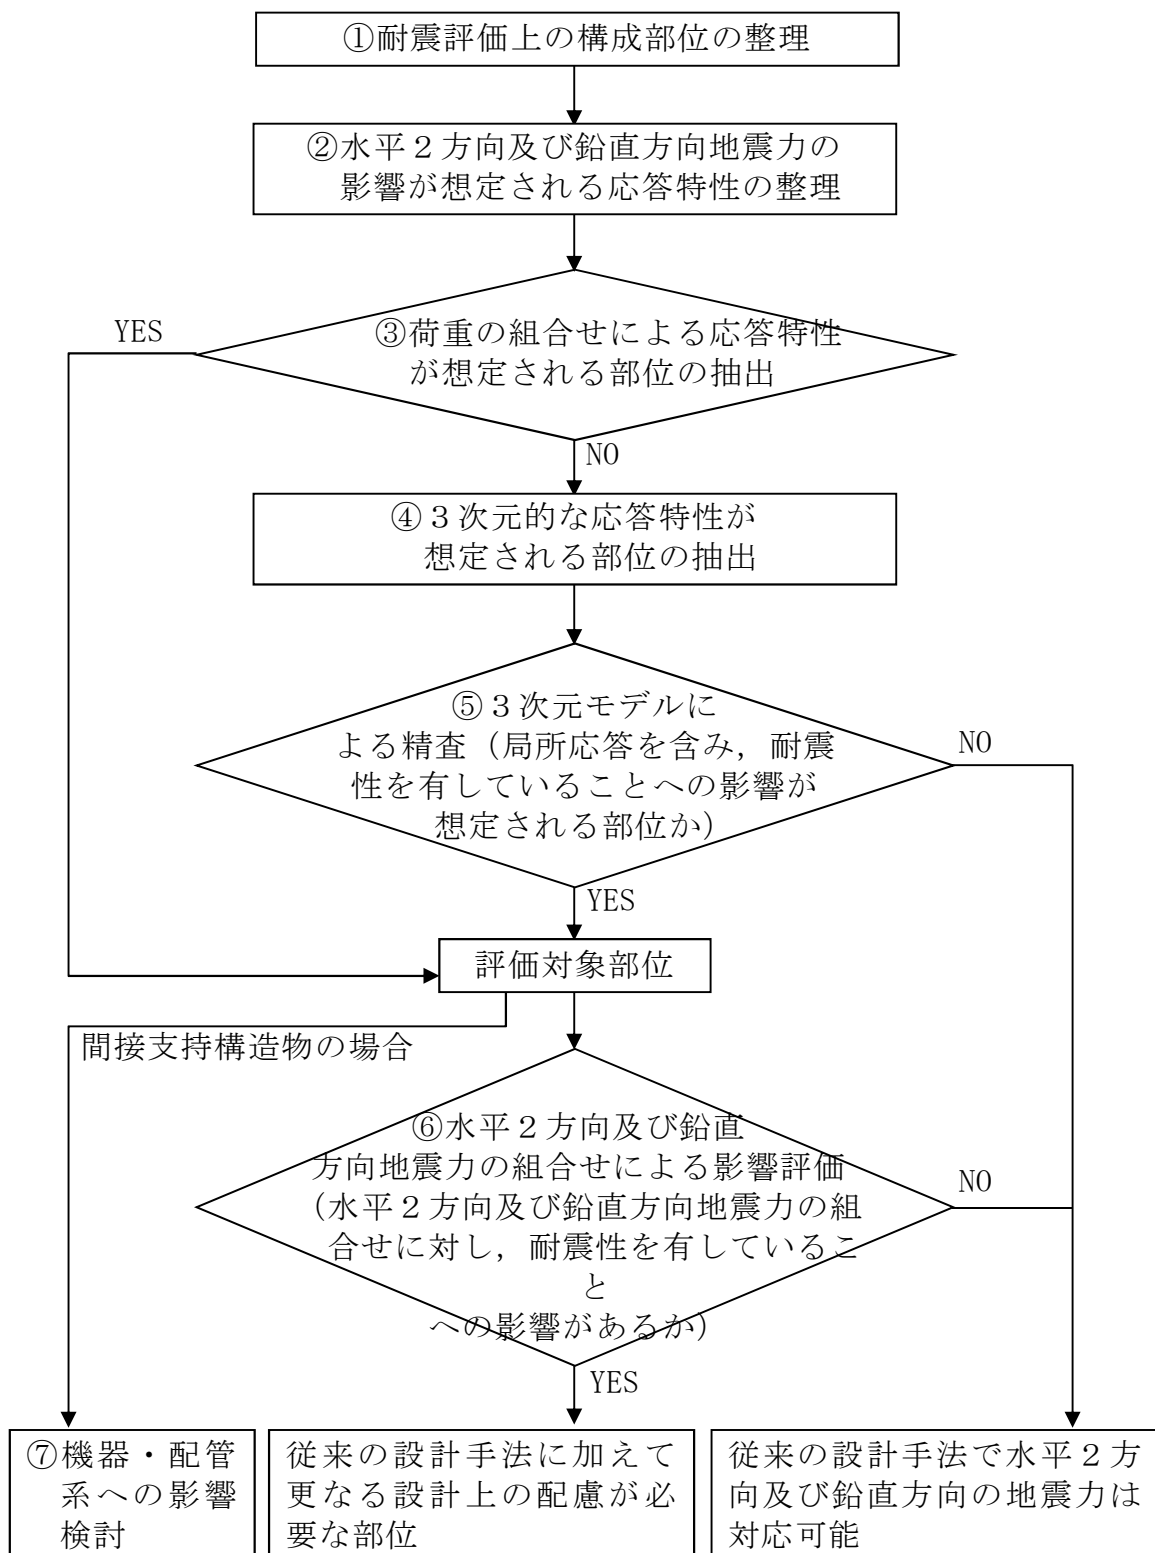 ①耐震評価上の構成部位の整理
②水平２方向及び鉛直方向地震力の
影響が想定される応答特性の整理
YES
③荷重の組合せによる応答特性
が想定される部位の抽出
NO
④３次元的な応答特性が
想定される部位の抽出
⑤３次元モデルに
よる精査（局所応答を含み，耐震
性を有していることへの影響が
想定される部位か）
NO
YES
評価対象部位
間接支持構造物の場合
⑥水平２方向及び鉛直
方向地震力の組合せによる影響評価
（水平２方向及び鉛直方向地震力の組
合せに対し，耐震性を有しているこ
と
への影響があるか）
NO
YES
⑦機器・配管
系への影響
検討
従来の設計手法に加えて
更なる設計上の配慮が必
要な部位
従来の設計手法で水平２方
向及び鉛直方向の地震力は
対応可能